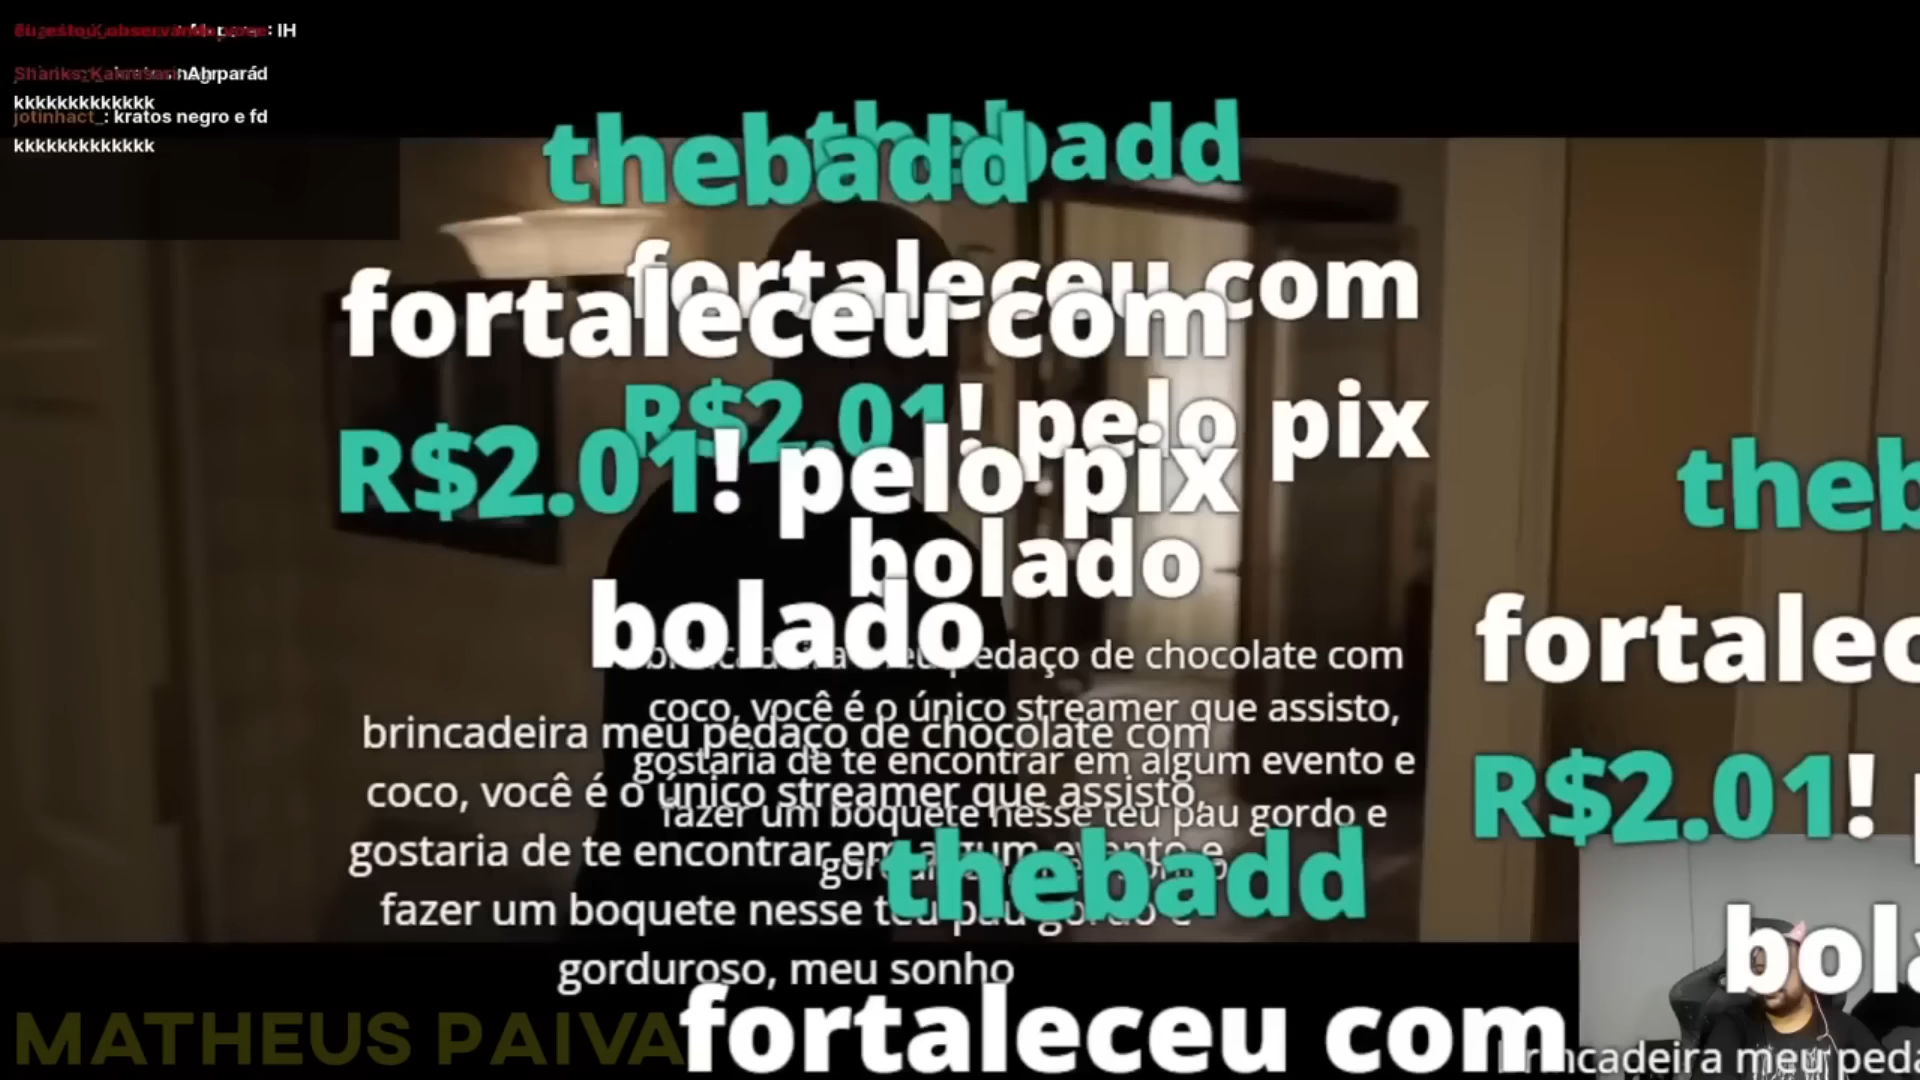 : IH
Shanks_
kkkkkkkkkkkkk
jotinhact_: kratos negro e fd
kkkkkkkkkkkkk
thebadd
fortaleceu com
R$2.01! pelo pix
bolado
brincadeira meu pedaço de chocolate com
coco, você é o único streamer que assisto,
gostaria de te encontrar em algum evento e
fazer um boquete nesse teu pau gordo e
gorduroso, meu sonho
thebadd
fortaleceu com
R$2.01! pelo pix
bolado
pedaço de chocolate com
coco, você é o único streamer que assisto,
gostaria de te encontrar em algum evento e
fazer um boquete nesse teu pau gordo e
theb
fortalec
R$2.01! p
bola
brincadeira meu peda
thebadd
fortaleceu com
MATHEUS PAIVA